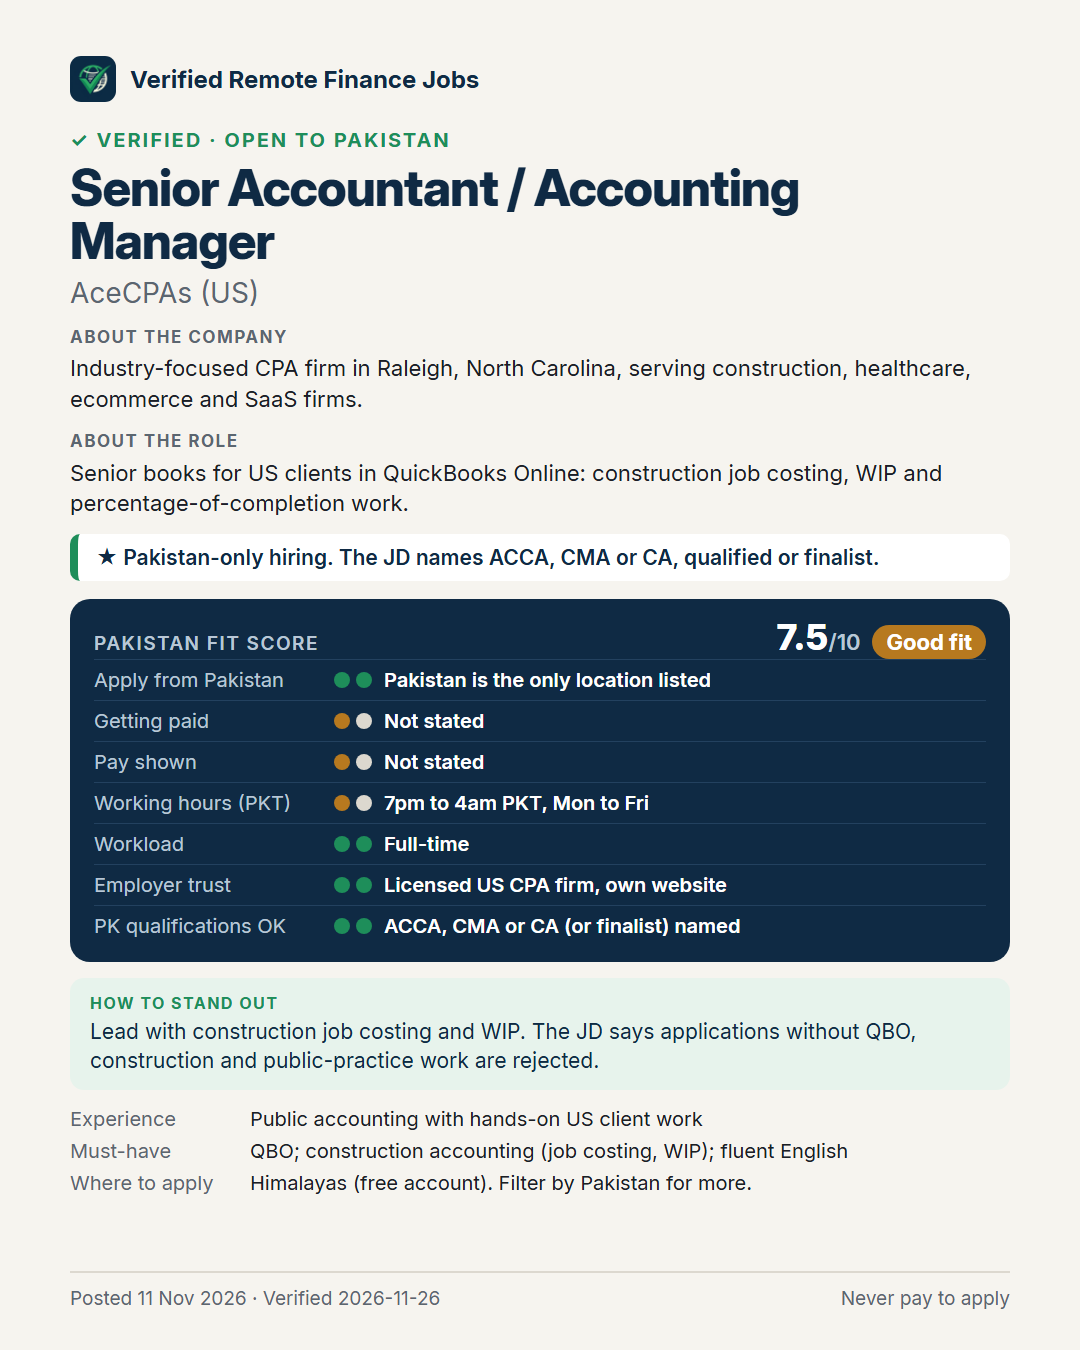 Verified Remote Finance Jobs
✓ VERIFIED · OPEN TO PAKISTAN
Senior Accountant / Accounting
Manager
AceCPAs (US)
ABOUT THE COMPANY
Industry-focused CPA firm in Raleigh, North Carolina, serving construction, healthcare,
ecommerce and SaaS firms.
ABOUT THE ROLE
Senior books for US clients in QuickBooks Online: construction job costing, WIP and
percentage-of-completion work.
★ Pakistan-only hiring. The JD names ACCA, CMA or CA, qualified or finalist.
PAKISTAN FIT SCORE 7.5/10 Good fit
Apply from Pakistan Pakistan is the only location listed
Getting paid Not stated
Pay shown Not stated
Working hours (PKT) 7pm to 4am PKT, Mon to Fri
Workload Full-time
Employer trust Licensed US CPA firm, own website
PK qualifications OK ACCA, CMA or CA (or finalist) named
HOW TO STAND OUT
Lead with construction job costing and WIP. The JD says applications without QBO,
construction and public-practice work are rejected.
Experience Public accounting with hands-on US client work
Must-have QBO; construction accounting (job costing, WIP); fluent English
Where to apply Himalayas (free account). Filter by Pakistan for more.
Posted 11 Nov 2026 · Verified 2026-11-26 Never pay to apply